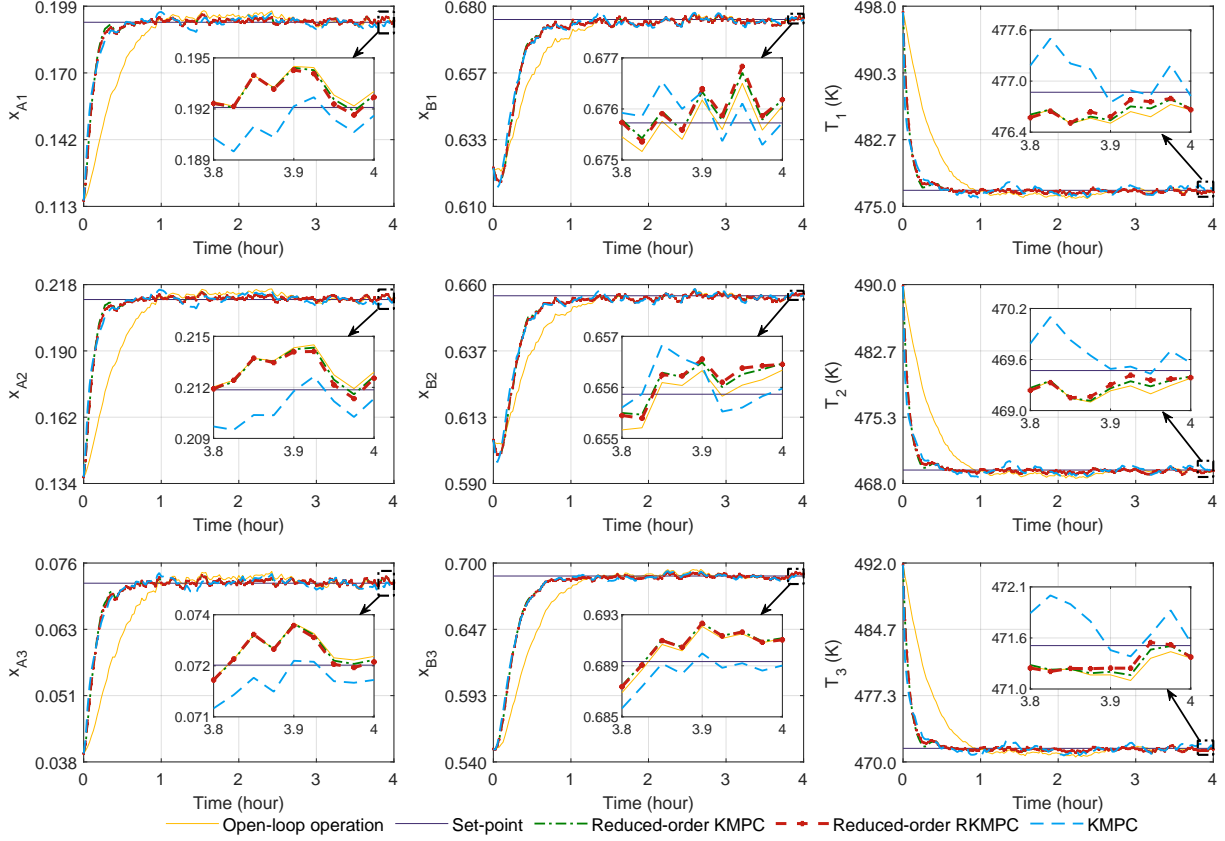 0.199
0.170
0.142
0.113
x_A1
0.195
0.192
0.189
3.8 3.9 4
0 1 2 3 4
Time (hour)
0.680
0.657
0.633
0.610
x_B1
0.677
0.676
0.675
3.8 3.9 4
0 1 2 3 4
Time (hour)
498.0
490.3
482.7
475.0
T_1 (K)
477.6
477.0
476.4
3.8 3.9 4
0 1 2 3 4
Time (hour)
0.218
0.190
0.162
0.134
x_A2
0.214
0.212
0.209
3.8 3.9 4
0 1 2 3 4
Time (hour)
0.660
0.637
0.613
0.590
x_B2
0.657
0.656
0.655
3.8 3.9 4
0 1 2 3 4
Time (hour)
490.0
482.7
475.3
468.0
T_2 (K)
470.2
469.6
469.0
3.8 3.9 4
0 1 2 3 4
Time (hour)
0.076
0.063
0.051
0.038
x_A3
0.074
0.072
0.071
3.8 3.9 4
0 1 2 3 4
Time (hour)
0.700
0.647
0.593
0.540
x_B3
0.693
0.689
0.685
3.8 3.9 4
0 1 2 3 4
Time (hour)
492.0
484.7
477.3
470.0
T_3 (K)
472.1
471.6
471.0
3.8 3.9 4
0 1 2 3 4
Time (hour)
Open-loop operation Set-point Reduced-order KMPC Reduced-order RKMPC KMPC